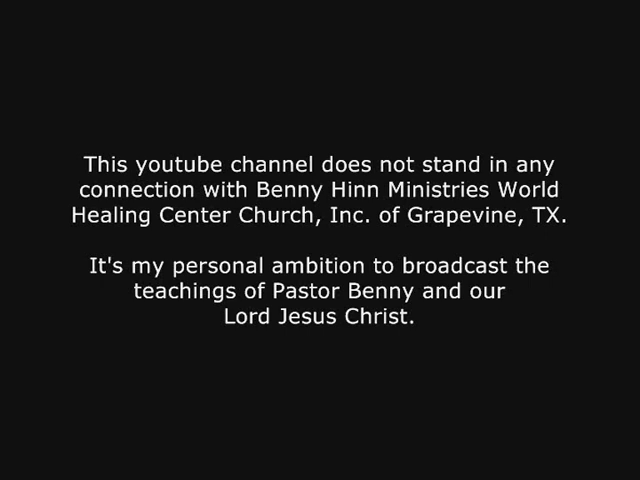 This youtube channel does not stand in any
connection with Benny Hinn Ministries World
Healing Center Church, Inc. of Grapevine, TX.
It's my personal ambition to broadcast the
teachings of Pastor Benny and our
Lord Jesus Christ.